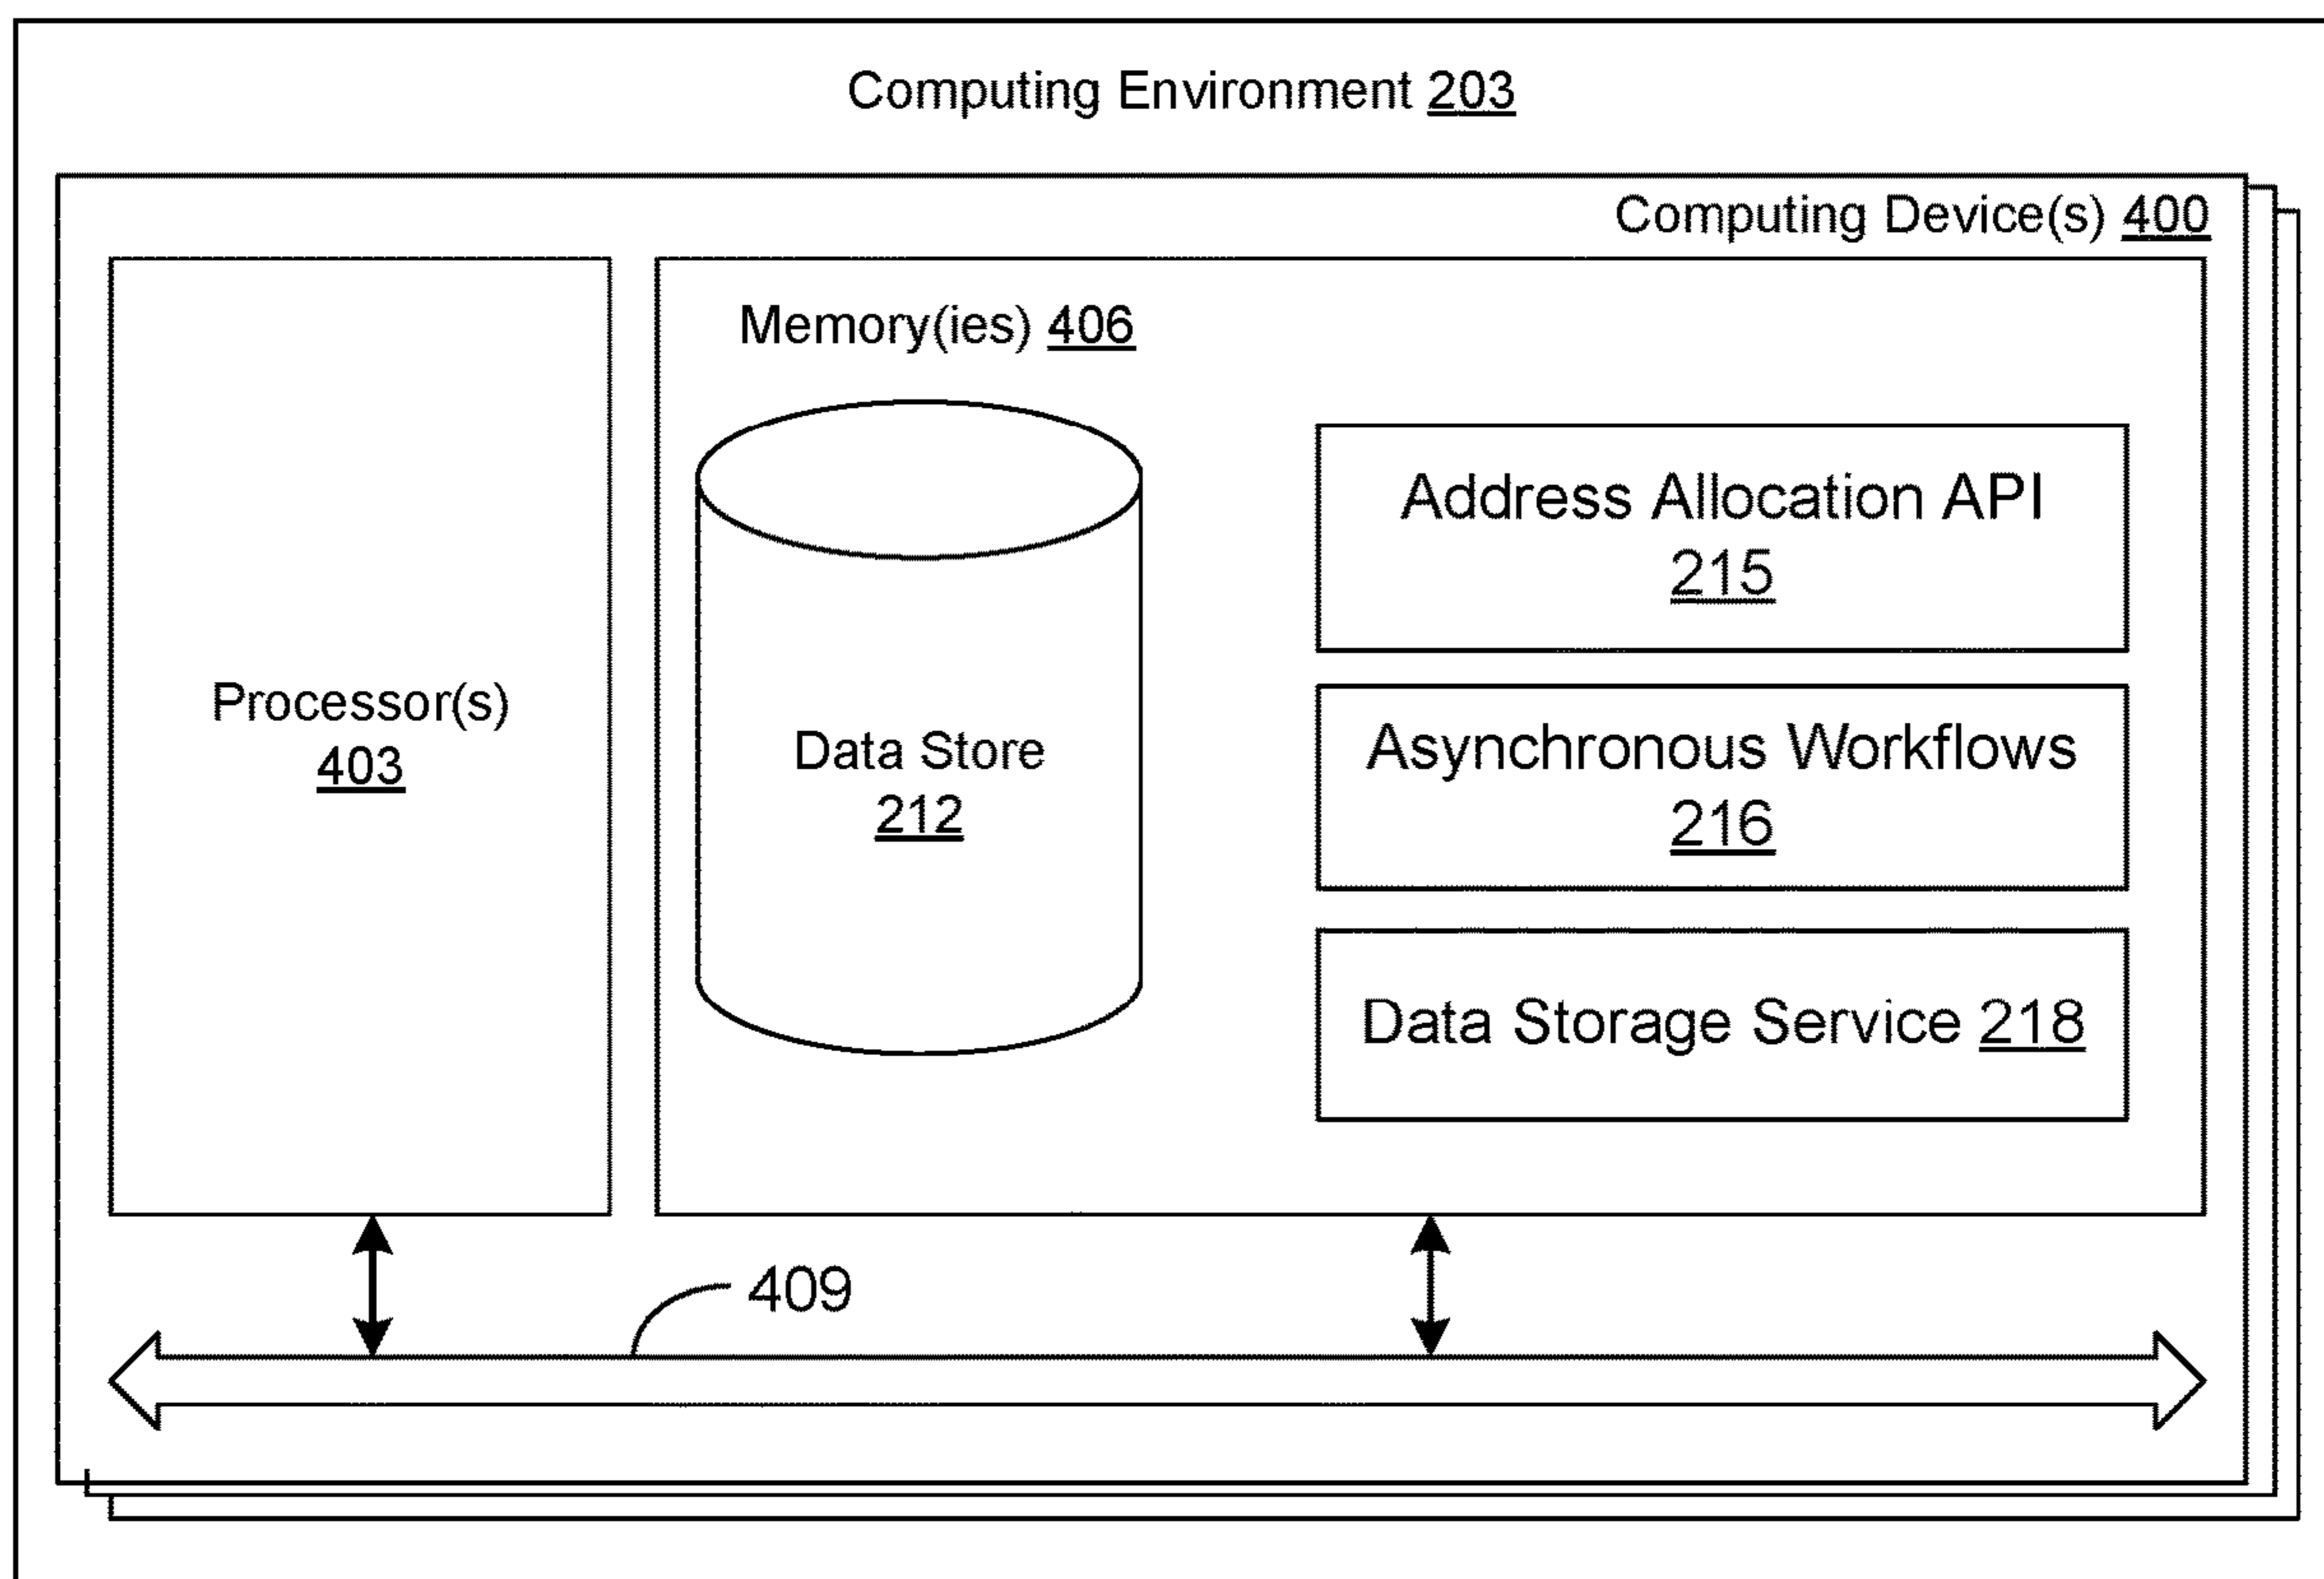 Computing Environment 203
Computing Device(s) 400
Memory(ies) 406
Processor(s)
403
Data Store
212
Address Allocation API
215
Asynchronous Workflows
216
Data Storage Service 218
409